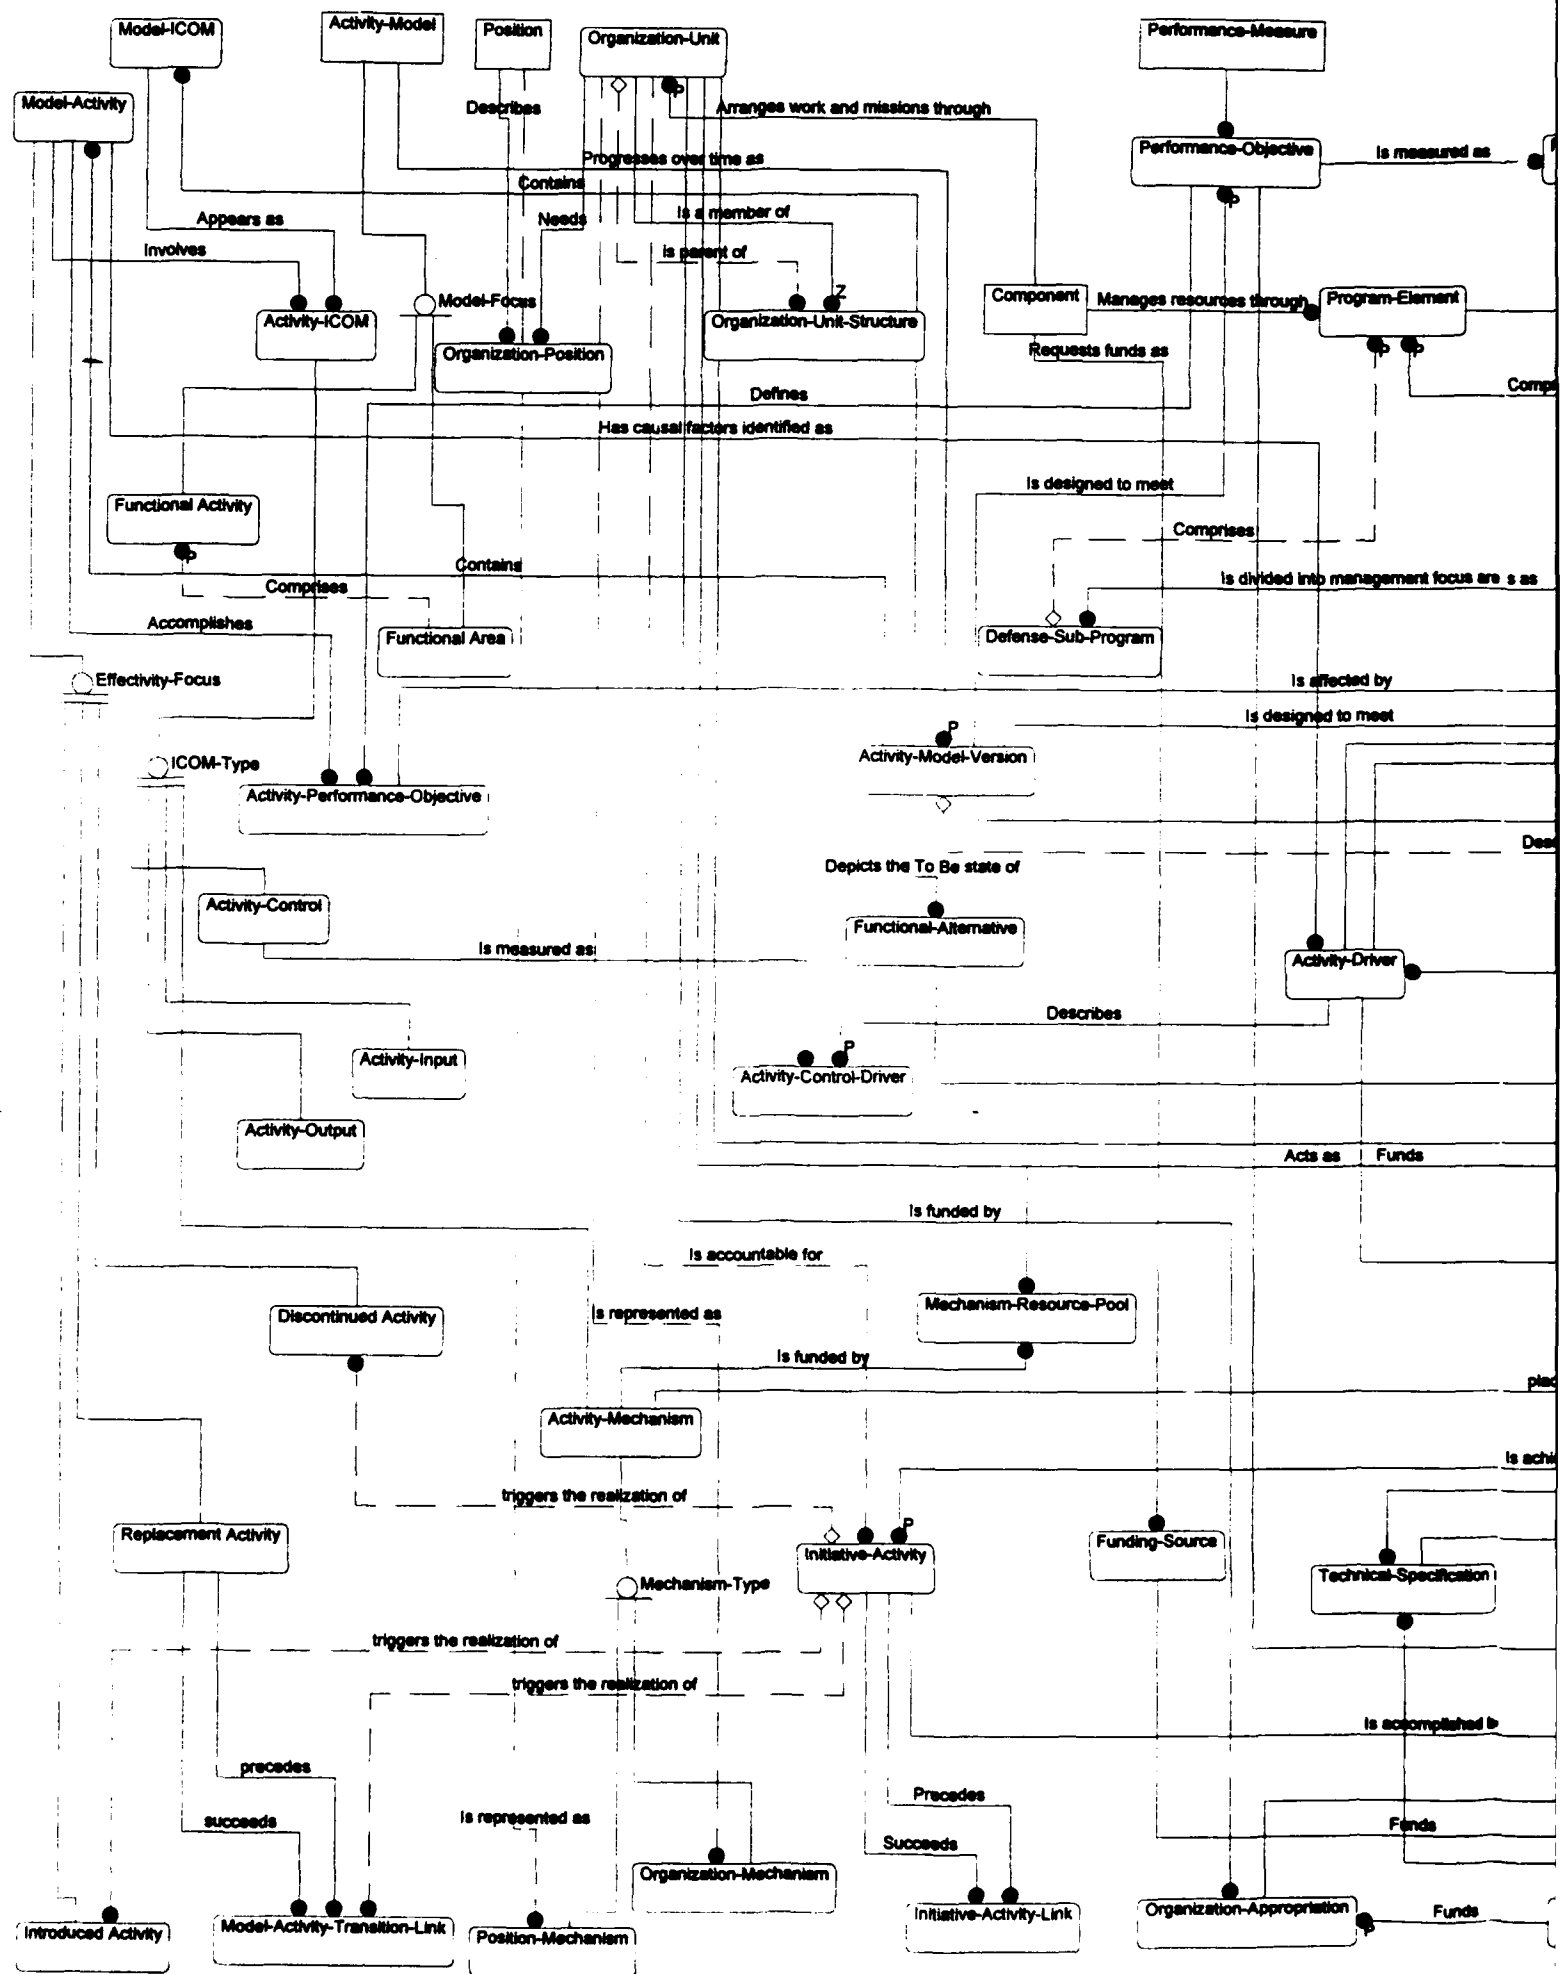 Model-ICOM
Activity-Model
Position
Organization-Unit
Performance-Measure
Model-Activity
Describes
P
Arranges work and missions through
Performance-Objective
Is measured as
Progresses over time as
Contains
P
Appears as
Needs
Is a member of
Involves
is parent of
Z
Model-Focus
Component
Manages resources through
Program-Element
Activity-ICOM
Organization-Position
Organization-Unit-Structure
Requests funds as
P
P
Defines
Has causal factors identified as
Is designed to meet
Functional Activity
Comprises
P
Contains
Comprises
Is divided into management focus are s as
Accomplishes
Functional Area
Defense-Sub-Program
Effectivity-Focus
Is affected by
Is designed to meet
P
ICOM-Type
Activity-Model-Version
Activity-Performance-Objective
Depicts the To Be state of
Activity-Control
Functional-Alternative
Is measured as
Activity-Driver
Describes
P
Activity-Input
Activity-Control-Driver
Activity-Output
Acts as
Funds
Is funded by
Is accountable for
Discontinued Activity
Is represented as
Mechanism-Resource-Pool
Is funded by
Activity-Mechanism
triggers the realization of
P
Replacement Activity
Initiative-Activity
Funding-Source
Technical-Specification
Mechanism-Type
triggers the realization of
triggers the realization of
Is accomplished b
precedes
Precedes
succeeds
Is represented as
Funds
Succeeds
Organization-Mechanism
Introduced Activity
Model-Activity-Transition-Link
Position-Mechanism
Initiative-Activity-Link
Organization-Appropriation
P
Funds